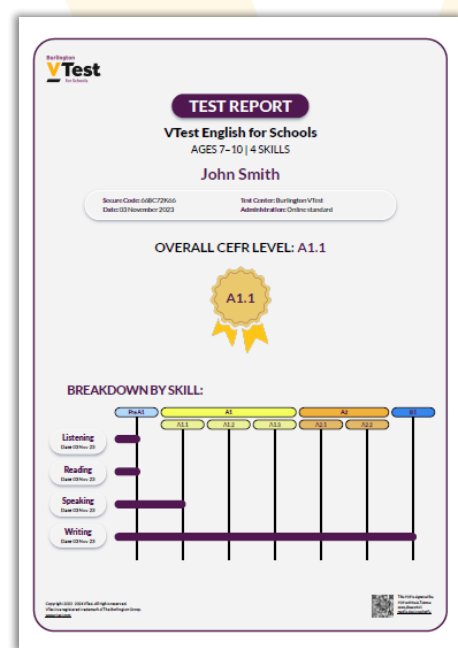 Burlington
VTest
for Schools
TEST REPORT
VTest English for Schools
AGES 7–10 | 4 SKILLS
John Smith
Secure Code: 66BC72K66 Test Center: Burlington VTest
Date: 03 November 2023 Administration: Online standard
OVERALL CEFR LEVEL: A1.1
A1.1
BREAKDOWN BY SKILL:
Pre A1 A1 A2 B1
A1.1 A1.2 A1.3 A2.1 A2.2
Listening
Date 03 Nov 23
Reading
Date 03 Nov 23
Speaking
Date 03 Nov 23
Writing
Date 03 Nov 23